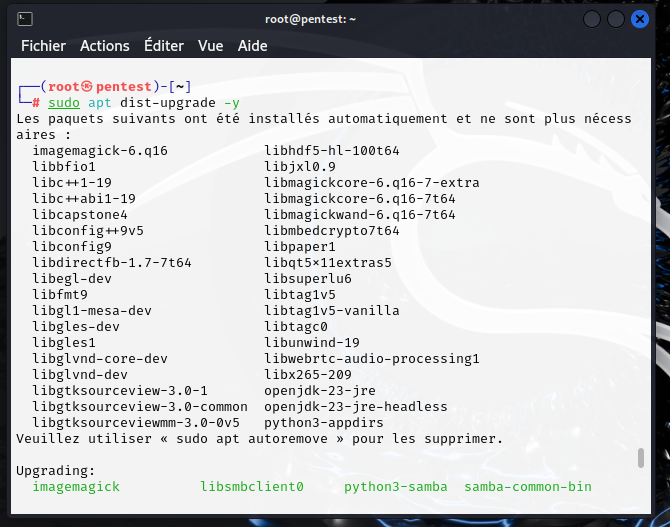 root@pentest: ~
Fichier Actions Éditer Vue Aide
┌──(root㉿pentest)-[~]
└─# sudo apt dist-upgrade -y
Les paquets suivants ont été installés automatiquement et ne sont plus nécess
aires :
imagemagick-6.q16 libhdf5-hl-100t64
libbfio1 libjxl0.9
libc++1-19 libmagickcore-6.q16-7-extra
libc++abi1-19 libmagickcore-6.q16-7t64
libcapstone4 libmagickwand-6.q16-7t64
libconfig++9v5 libmbedcrypto7t64
libconfig9 libpaper1
libdirectfb-1.7-7t64 libqt5x11extras5
libegl-dev libsuperlu6
libfmt9 libtag1v5
libgl1-mesa-dev libtag1v5-vanilla
libgles-dev libtagc0
libgles1 libunwind-19
libglvnd-core-dev libwebrtc-audio-processing1
libglvnd-dev libx265-209
libgtksourceview-3.0-1 openjdk-23-jre
libgtksourceview-3.0-common openjdk-23-jre-headless
libgtksourceviewmm-3.0-0v5 python3-appdirs
Veuillez utiliser « sudo apt autoremove » pour les supprimer.
Upgrading:
imagemagick libsmbclient0 python3-samba samba-common-bin